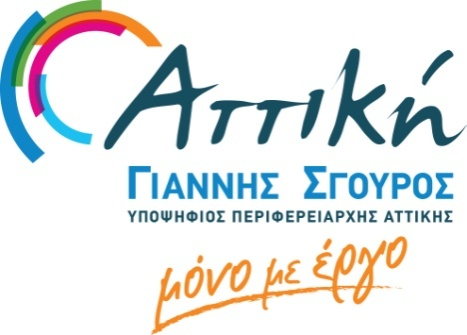 Αττική
ΓΙΑΝΝΗΣ ΣΓΟΥΡΟΣ
ΥΠΟΨΗΦΙΟΣ ΠΕΡΙΦΕΡΕΙΑΡΧΗΣ ΑΤΤΙΚΗΣ
μόνο με έργο